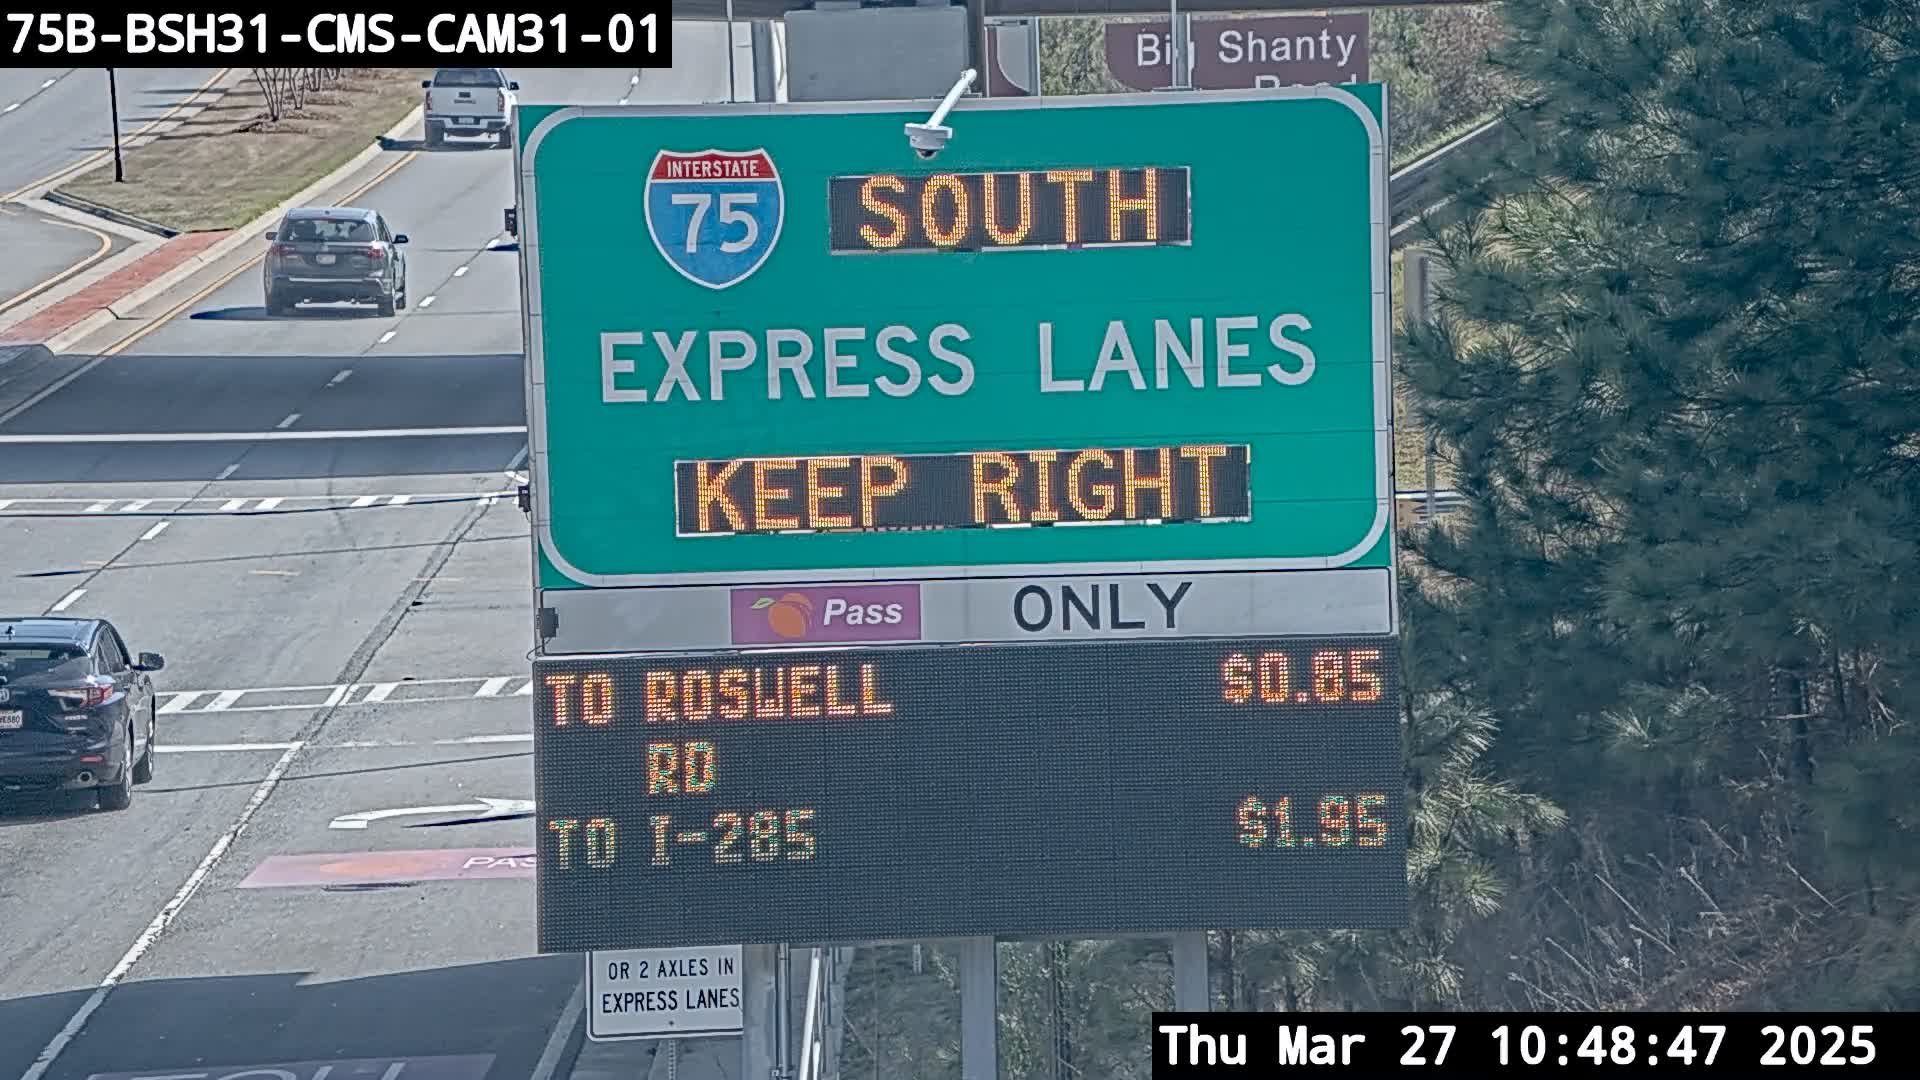 75B-BSH31-CMS-CAM31-01
Big Shanty
Road
INTERSTATE
75
SOUTH
EXPRESS LANES
KEEP RIGHT
Pass ONLY
TO ROSWELL $0.85
RD
TO I-285 $1.95
PAS
OR 2 AXLES IN
EXPRESS LANES
Thu Mar 27 10:48:47 2025